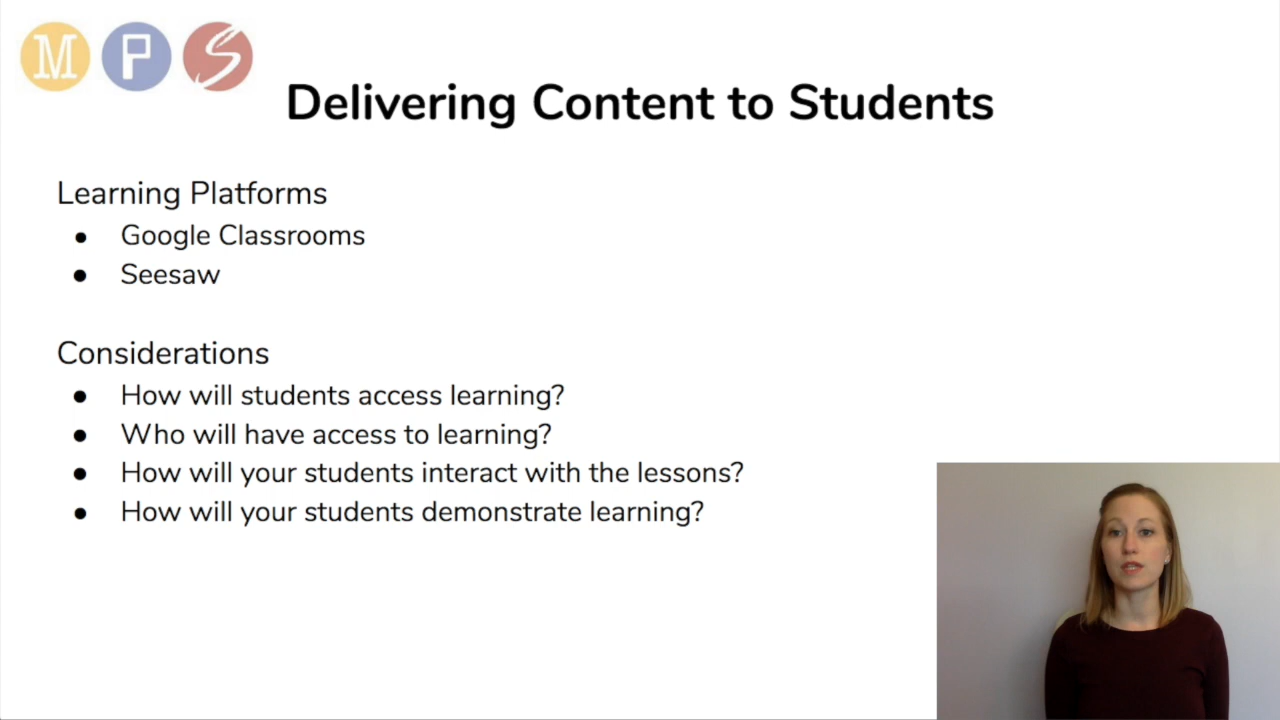 M P S
Delivering Content to Students
Learning Platforms
● Google Classrooms
● Seesaw
Considerations
● How will students access learning?
● Who will have access to learning?
● How will your students interact with the lessons?
● How will your students demonstrate learning?